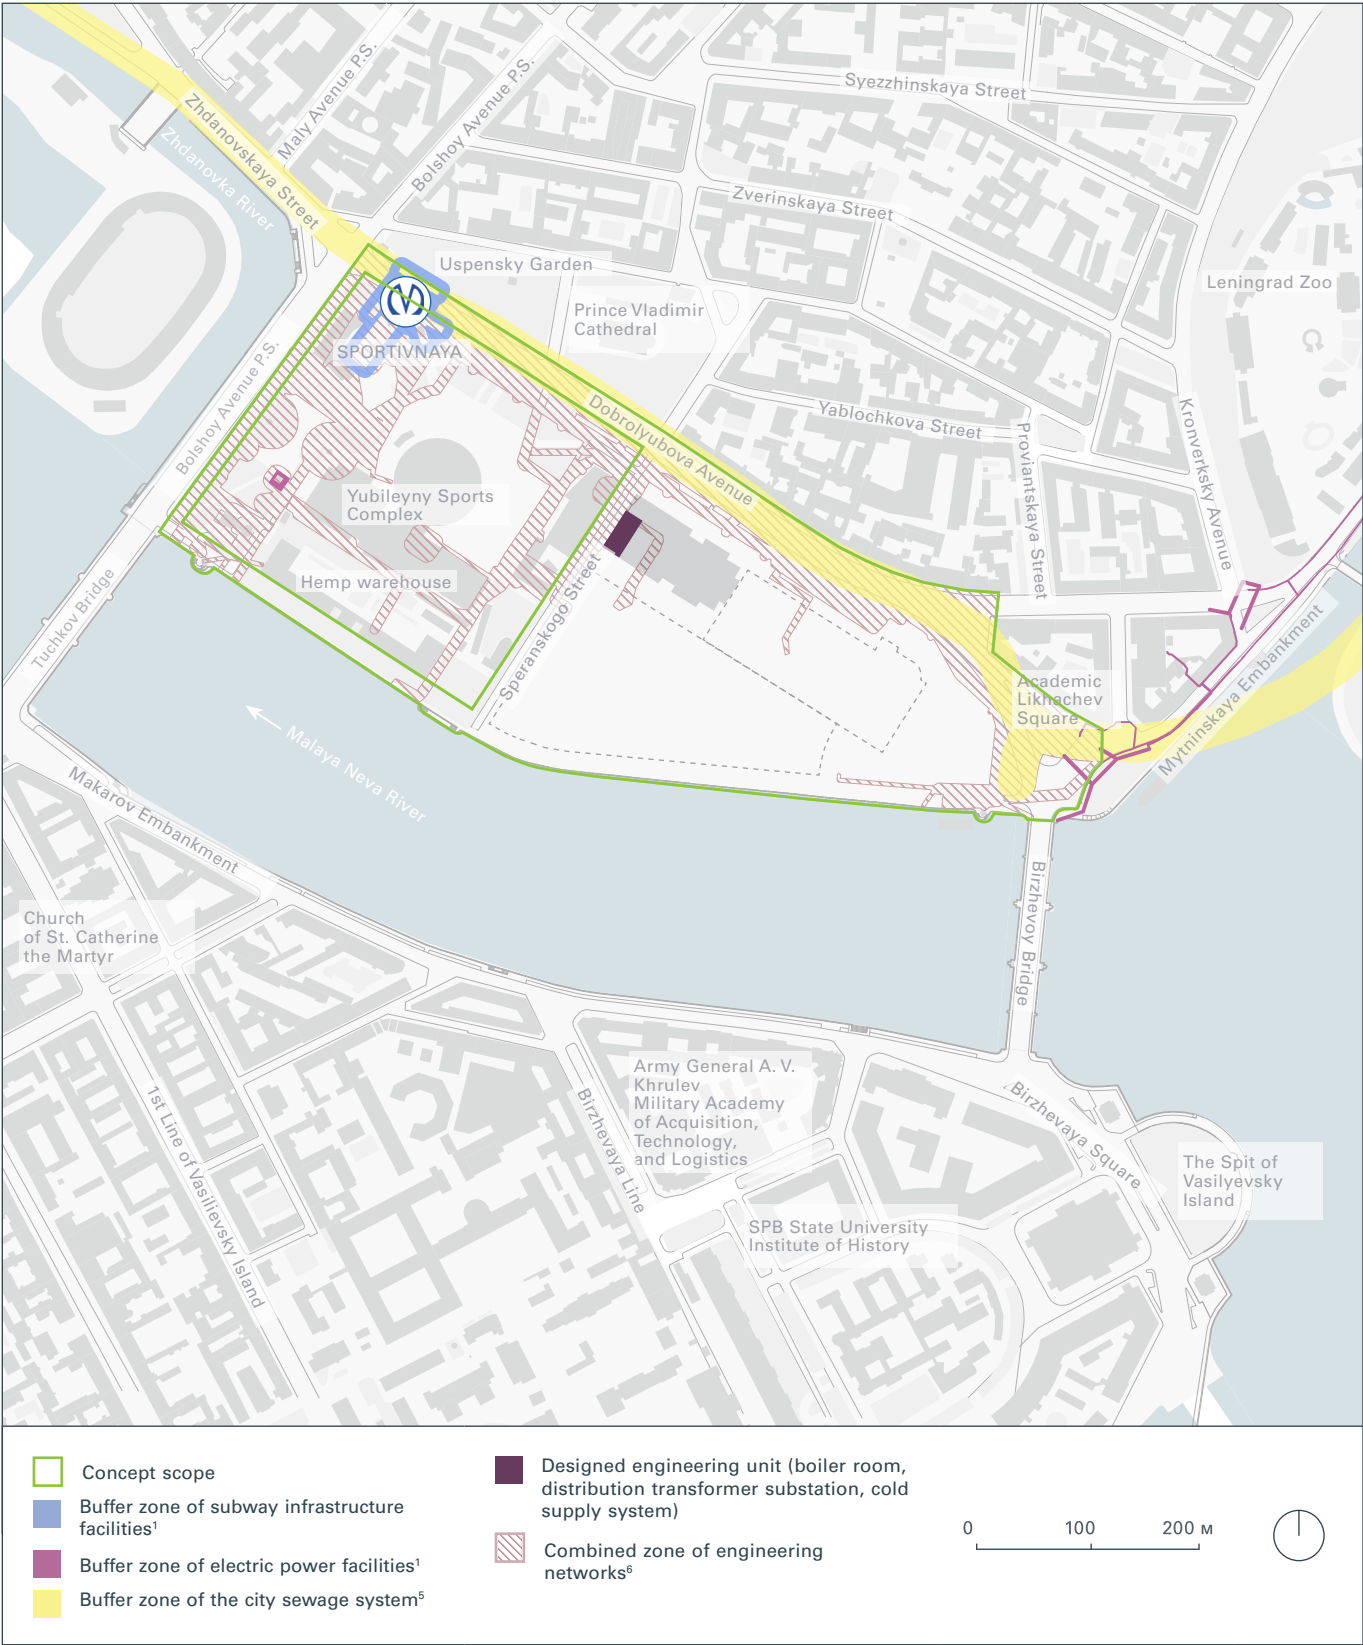 Syezzhinskaya Street
Maly Avenue P.S.
Bolshoy Avenue P.S.
Zhdanovskaya Street
Zhdanovka River
Zverinskaya Street
Uspensky Garden
Leningrad Zoo
Prince Vladimir
Cathedral
SPORTIVNAYA
Bolshoy Avenue P.S.
Dobrolyubova Avenue
Yablochkova Street
Proviantskaya Street
Kronverksky Avenue
Yubileyny Sports
Complex
Hemp warehouse
Tuchkov Bridge
Speranskogo Street
Academic
Likhachev
Square
Mytninskaya Embankment
Malaya Neva River
Makarov Embankment
Birzhevoy Bridge
Church
of St. Catherine
the Martyr
1st Line of Vasilievsky Island
Birzhevaya Line
Army General A. V.
Khrulev
Military Academy
of Acquisition,
Technology,
and Logistics
Birzhevaya Square
The Spit of
Vasilyevsky
Island
SPB State University
Institute of History
Concept scope
Buffer zone of subway infrastructure
facilities¹
Buffer zone of electric power facilities¹
Buffer zone of the city sewage system⁵
Designed engineering unit (boiler room,
distribution transformer substation, cold
supply system)
Combined zone of engineering
networks⁶
0 100 200 м